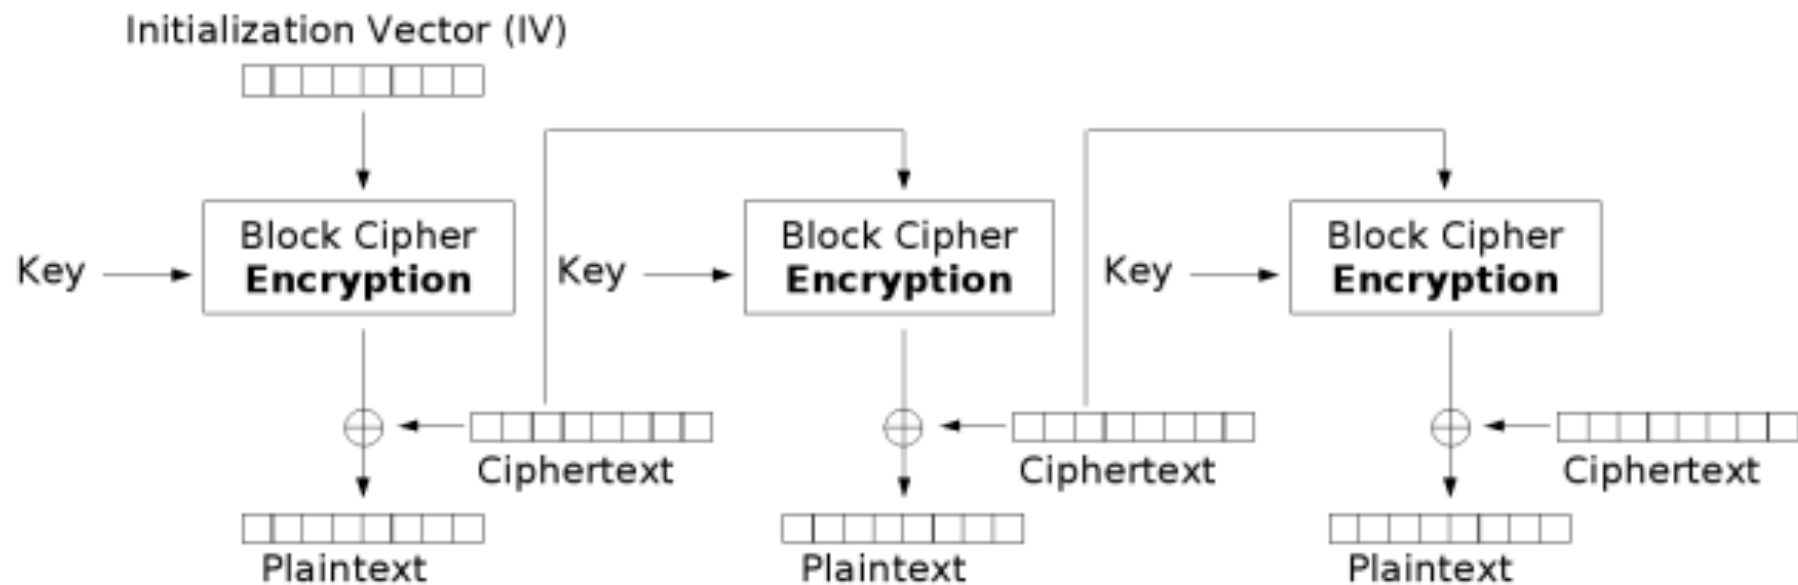 Initialization Vector (IV)
Key
Block Cipher
Encryption
Key
Block Cipher
Encryption
Key
Block Cipher
Encryption
Ciphertext
Ciphertext
Ciphertext
Plaintext
Plaintext
Plaintext